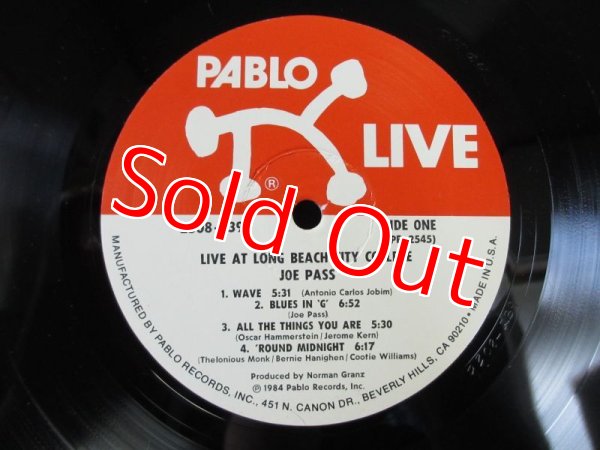 PABLO LIVE
®
Sold Out
SIDE ONE
LIVE AT LONG BEACH CITY COLLEGE
JOE PASS
1. WAVE 5:31 (Antonio Carlos Jobim)
2. BLUES IN 'G' 6:52
(Joe Pass)
3. ALL THE THINGS YOU ARE 5:30
(Oscar Hammerstein/Jerome Kern)
4. 'ROUND MIDNIGHT 6:17
(Thelonious Monk/Bernie Hanighen/Cootie Williams)
Produced by Norman Granz
Ⓟ 1984 Pablo Records, Inc.
MANUFACTURED BY PABLO RECORDS, INC., 451 N. CANON DR., BEVERLY HILLS, CA 90210 • MADE IN U.S.A.